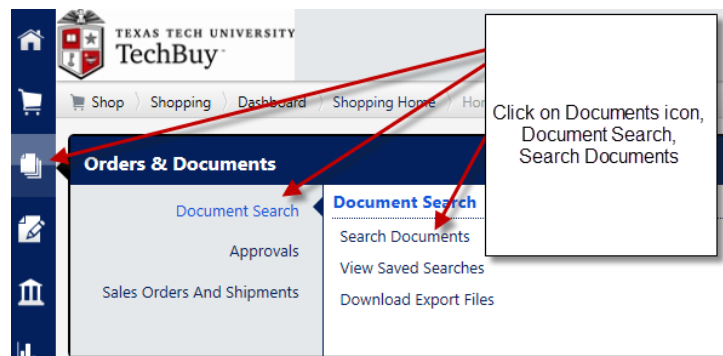 TEXAS TECH UNIVERSITY
TechBuy
Shop
Shopping
Dashboard
Shopping Home
Click on Documents icon,
Document Search,
Search Documents
Orders & Documents
Document Search
Approvals
Sales Orders And Shipments
Document Search
Search Documents
View Saved Searches
Download Export Files